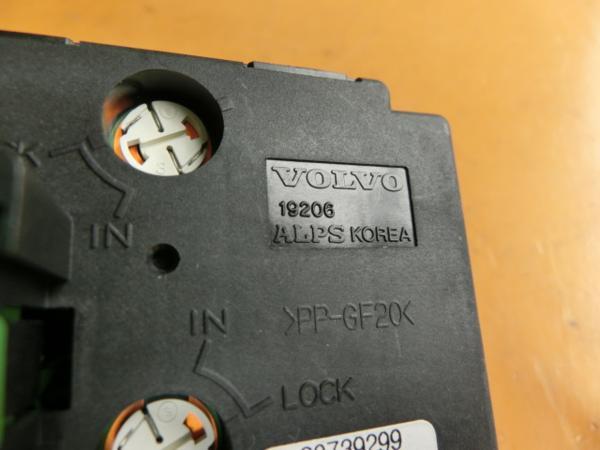 IN
VOLVO
19206
ALPS KOREA
>PP-GF20<
IN
LOCK